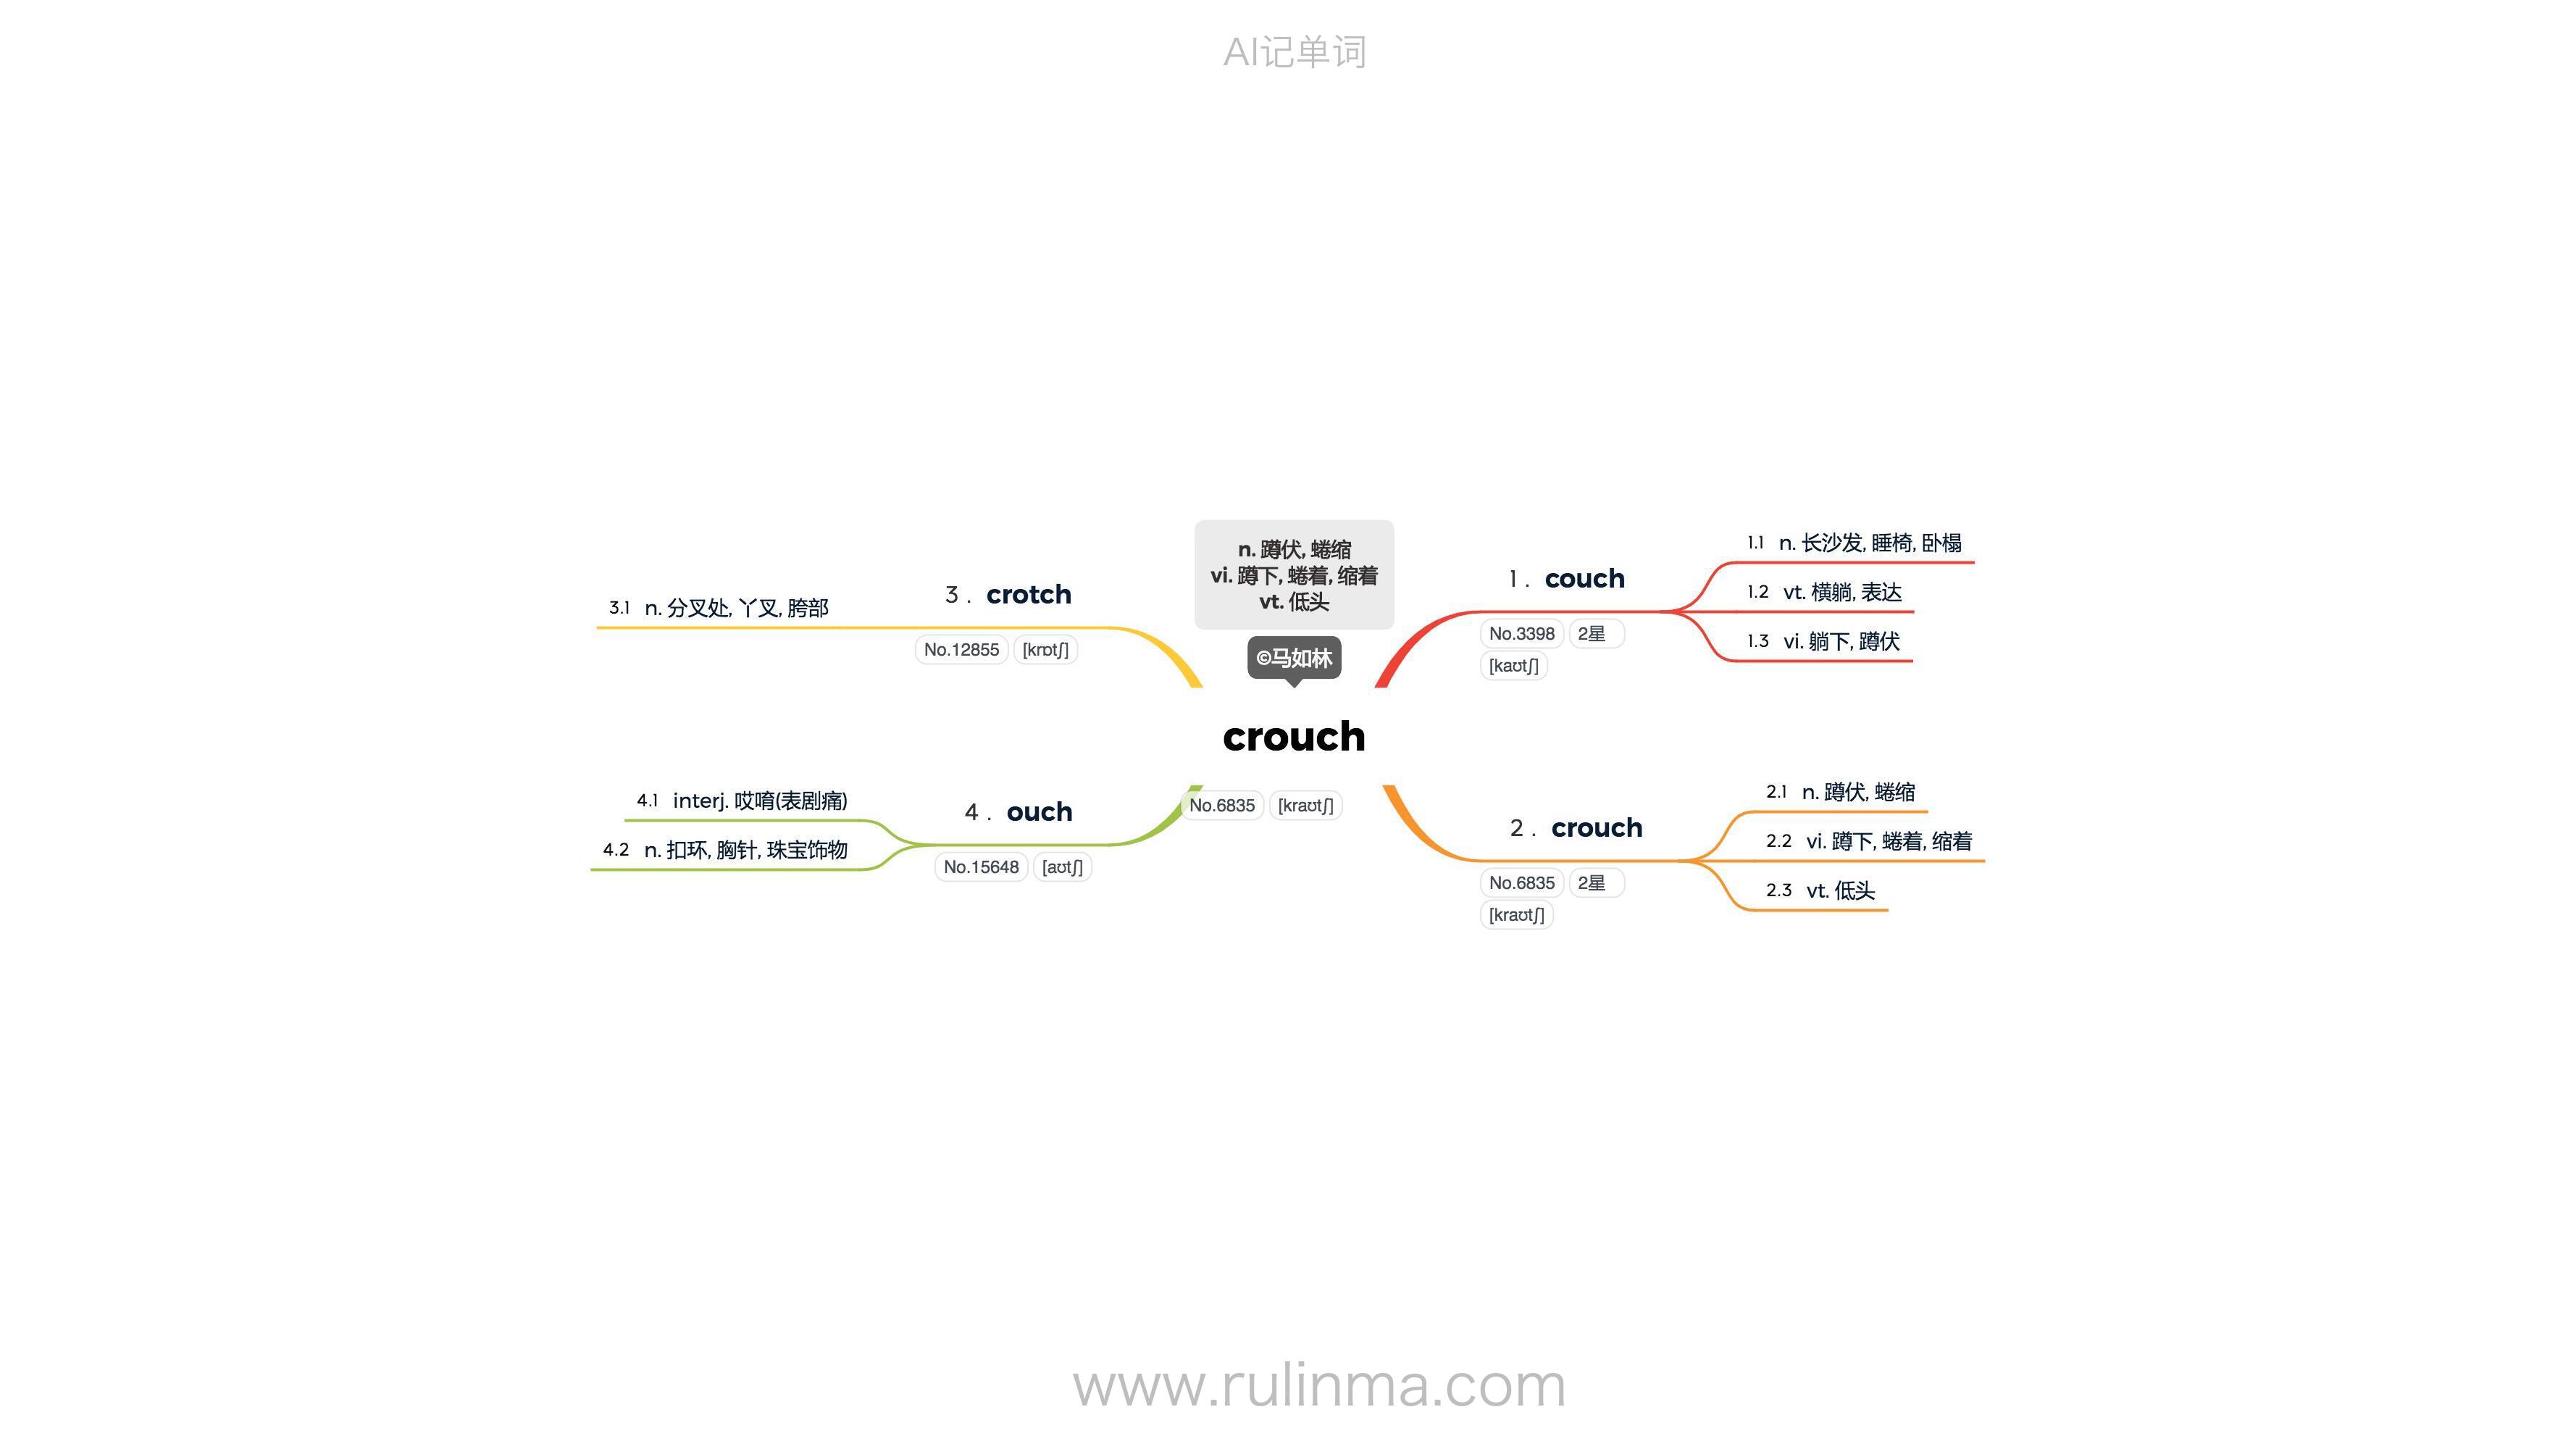 AI记单词
n. 蹲伏, 蜷缩
vi. 蹲下, 蜷着, 缩着
vt. 低头
©马如林
crouch
No.6835 [kraʊtʃ]
1 . couch
No.3398 2星
[kaʊtʃ]
1.1 n. 长沙发, 睡椅, 卧榻
1.2 vt. 横躺, 表达
1.3 vi. 躺下, 蹲伏
2 . crouch
No.6835 2星
[kraʊtʃ]
2.1 n. 蹲伏, 蜷缩
2.2 vi. 蹲下, 蜷着, 缩着
2.3 vt. 低头
3 . crotch
No.12855 [krɒtʃ]
3.1 n. 分叉处, 丫叉, 胯部
4 . ouch
No.15648 [aʊtʃ]
4.1 interj. 哎唷(表剧痛)
4.2 n. 扣环, 胸针, 珠宝饰物
www.rulinma.com